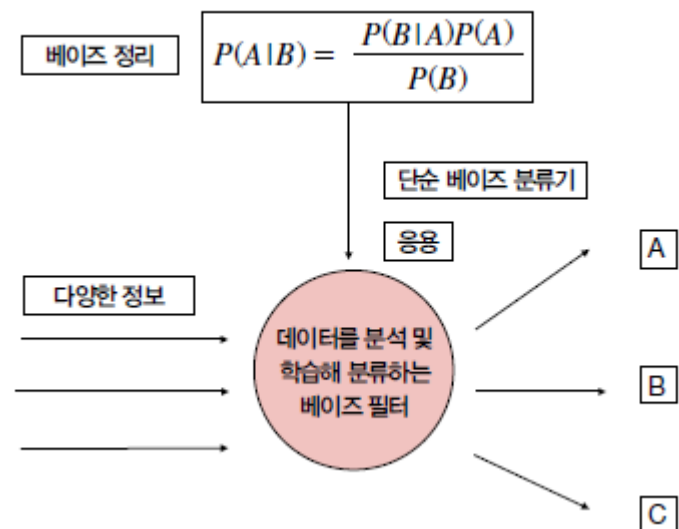 베이즈 정리
P(A|B) = P(B|A)P(A) / P(B)
단순 베이즈 분류기
응용
다양한 정보
데이터를 분석 및
학습해 분류하는
베이즈 필터
A
B
C